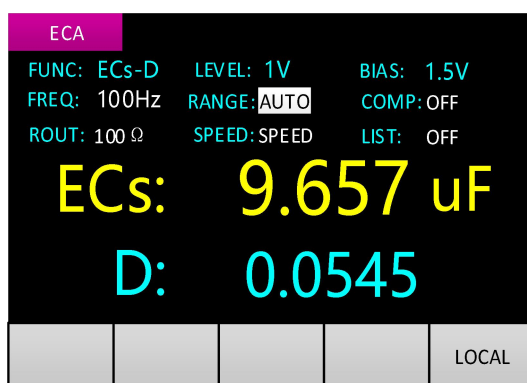 ECA
FUNC: ECs-D LEVEL: 1V BIAS: 1.5V
FREQ: 100Hz RANGE: AUTO COMP: OFF
ROUT: 100 Ω SPEED: SPEED LIST: OFF
ECs: 9.657 uF
D: 0.0545
LOCAL